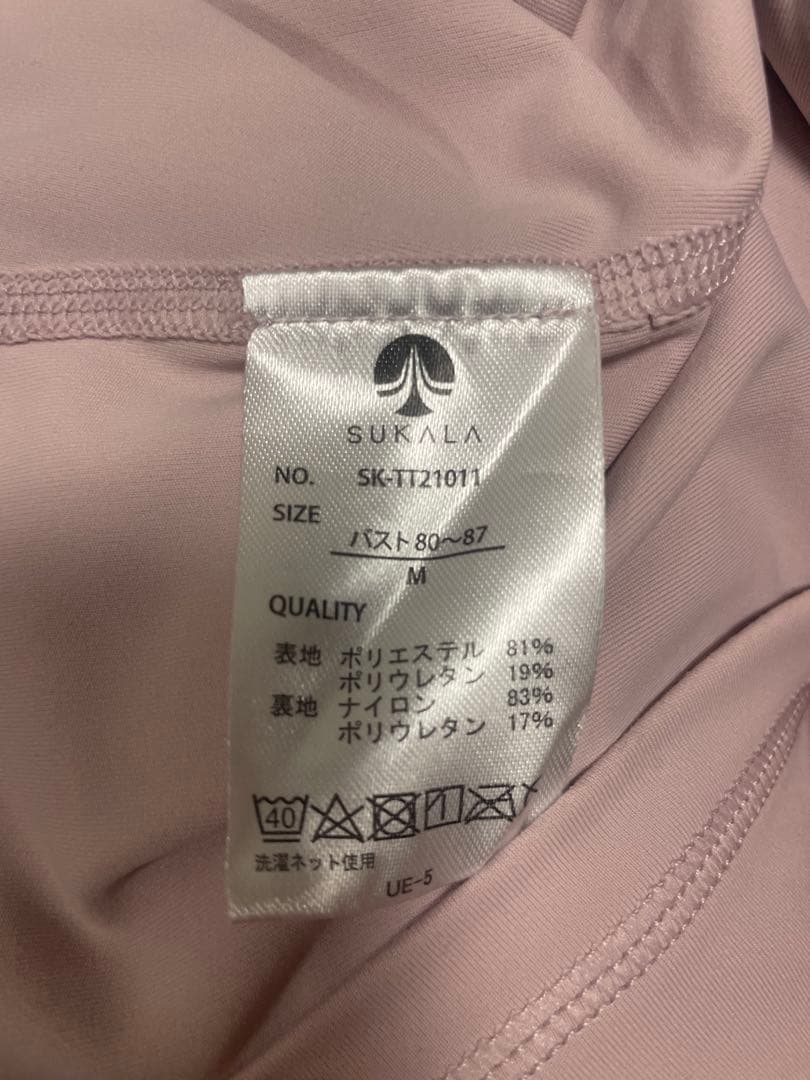 SUKALA
NO. SK-TT21011
SIZE
バスト80〜87
M
QUALITY
表地 ポリエステル 81%
ポリウレタン 19%
裏地 ナイロン 83%
ポリウレタン 17%
40
洗濯ネット使用
UE-5